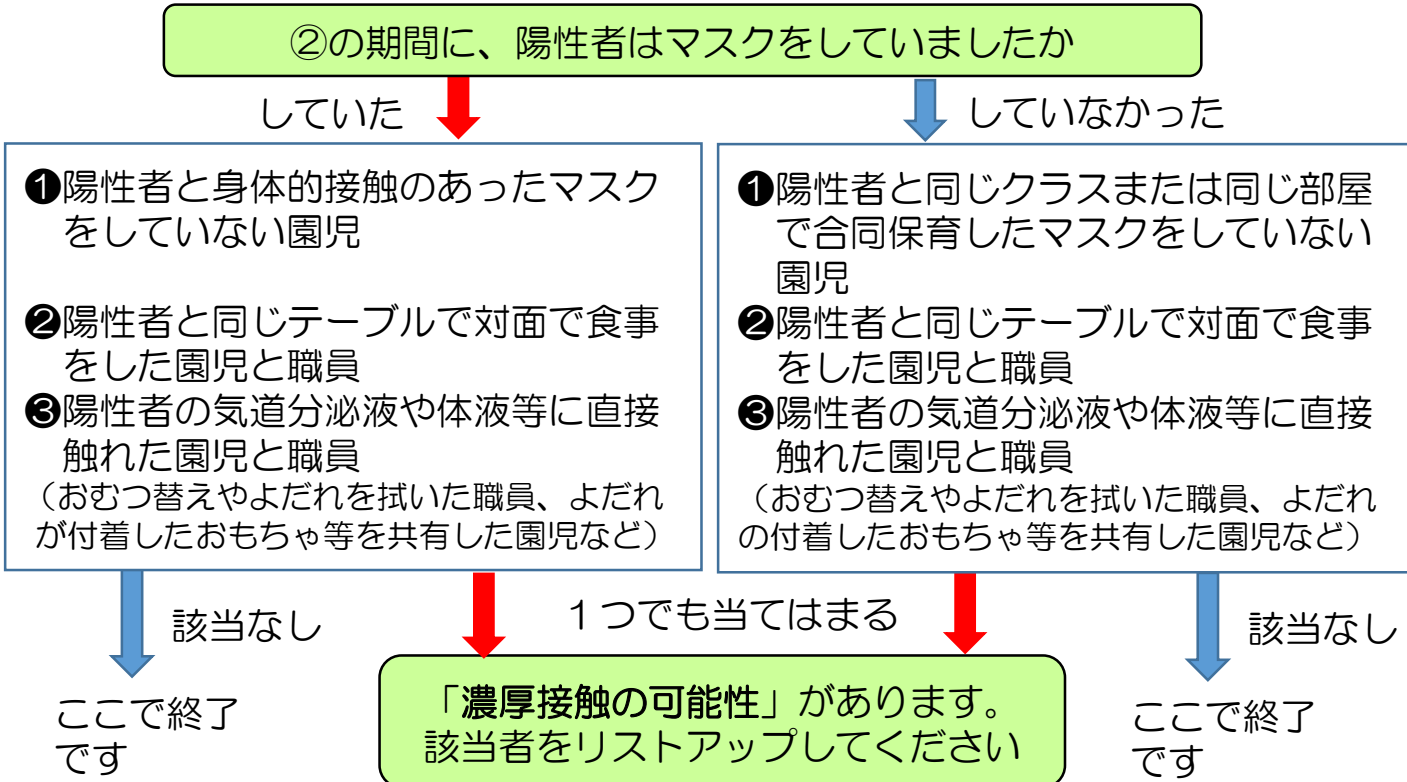 ②の期間に、陽性者はマスクをしていましたか
していた
していなかった
❶陽性者と身体的接触のあったマスク
をしていない園児
❷陽性者と同じテーブルで対面で食事
をした園児と職員
❸陽性者の気道分泌液や体液等に直接
触れた園児と職員
（おむつ替えやよだれを拭いた職員、よだれ
が付着したおもちゃ等を共有した園児など）
❶陽性者と同じクラスまたは同じ部屋
で合同保育したマスクをしていない
園児
❷陽性者と同じテーブルで対面で食事
をした園児と職員
❸陽性者の気道分泌液や体液等に直接
触れた園児と職員
（おむつ替えやよだれを拭いた職員、よだれ
の付着したおもちゃ等を共有した園児など）
該当なし
１つでも当てはまる
該当なし
ここで終了
です
「濃厚接触の可能性」があります。
該当者をリストアップしてください
ここで終了
です